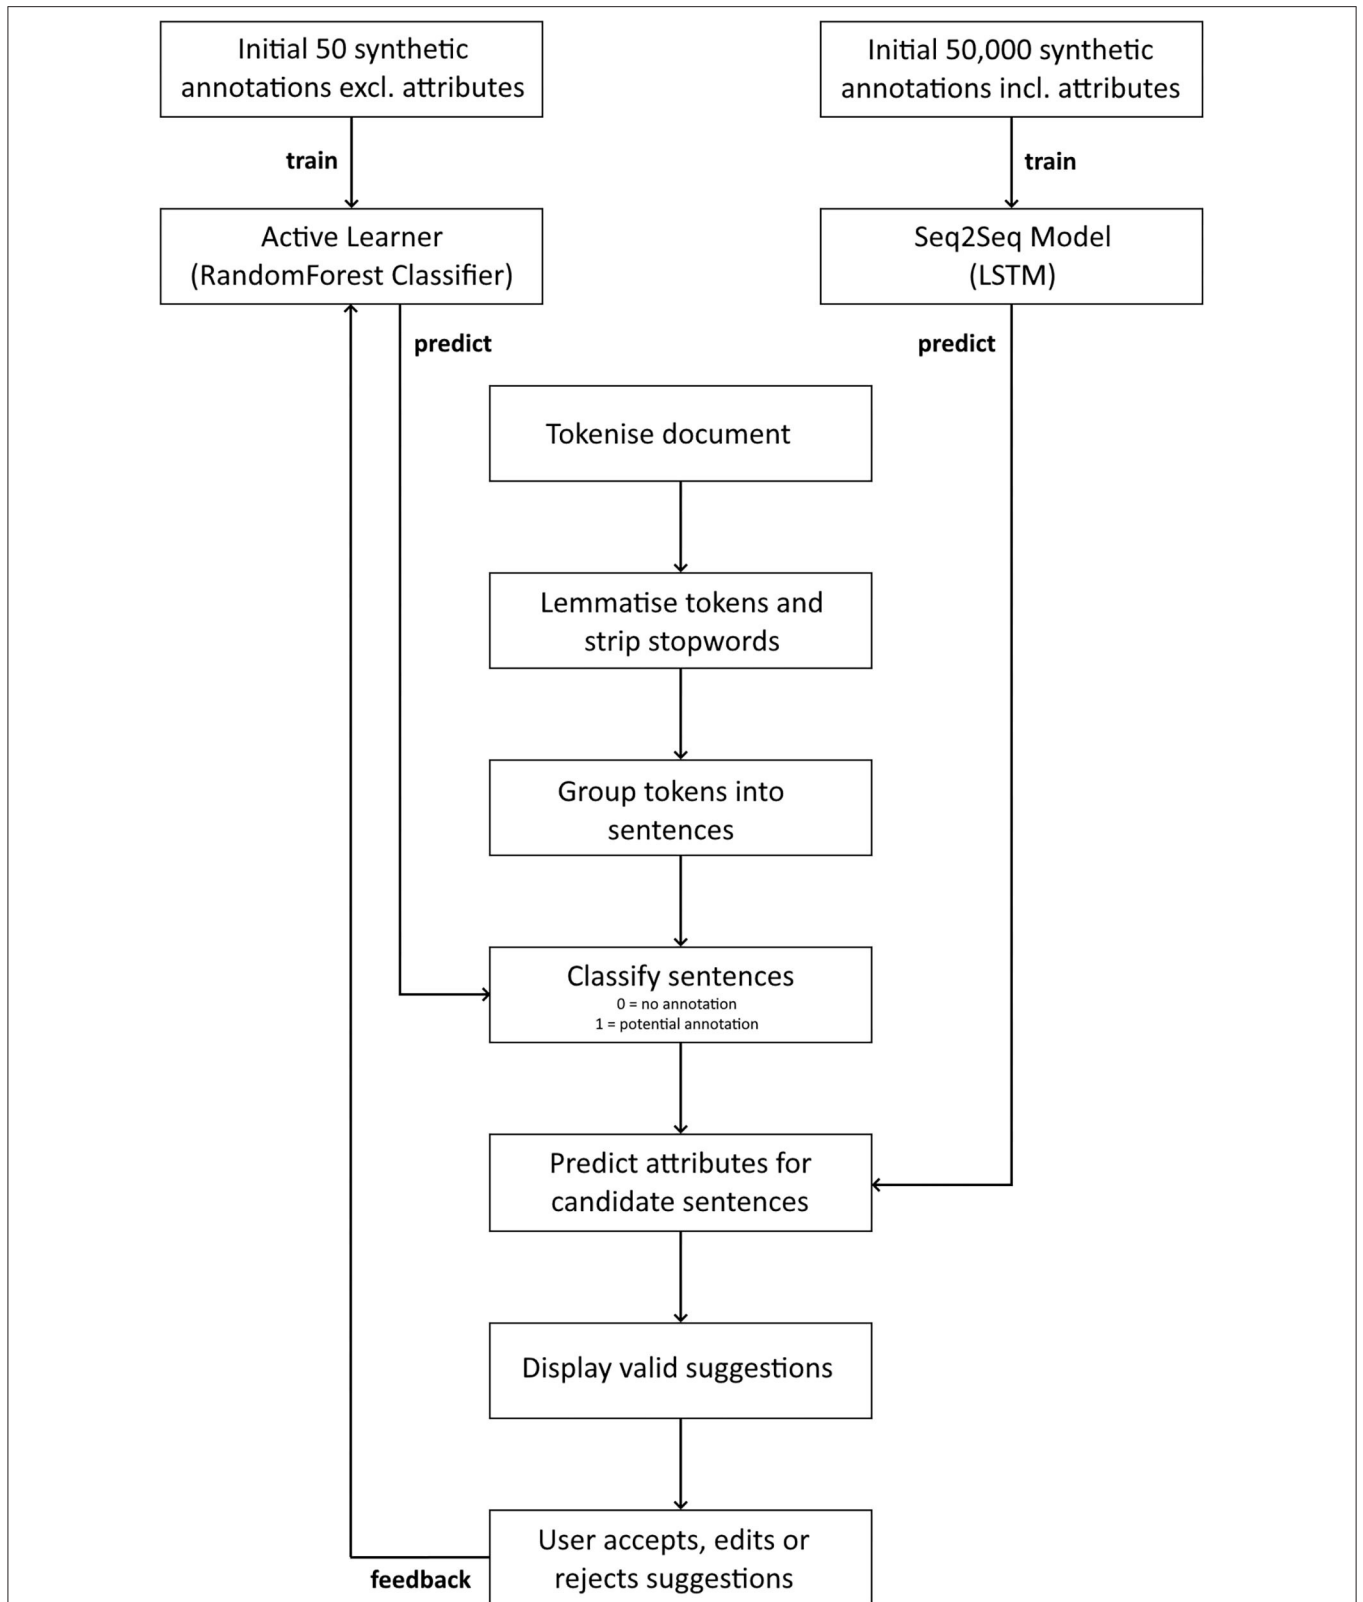 Initial 50 synthetic
annotations excl. attributes
Initial 50,000 synthetic
annotations incl. attributes
train
train
Active Learner
(RandomForest Classifier)
Seq2Seq Model
(LSTM)
predict
predict
Tokenise document
Lemmatise tokens and
strip stopwords
Group tokens into
sentences
Classify sentences
0 = no annotation
1 = potential annotation
Predict attributes for
candidate sentences
Display valid suggestions
User accepts, edits or
rejects suggestions
feedback